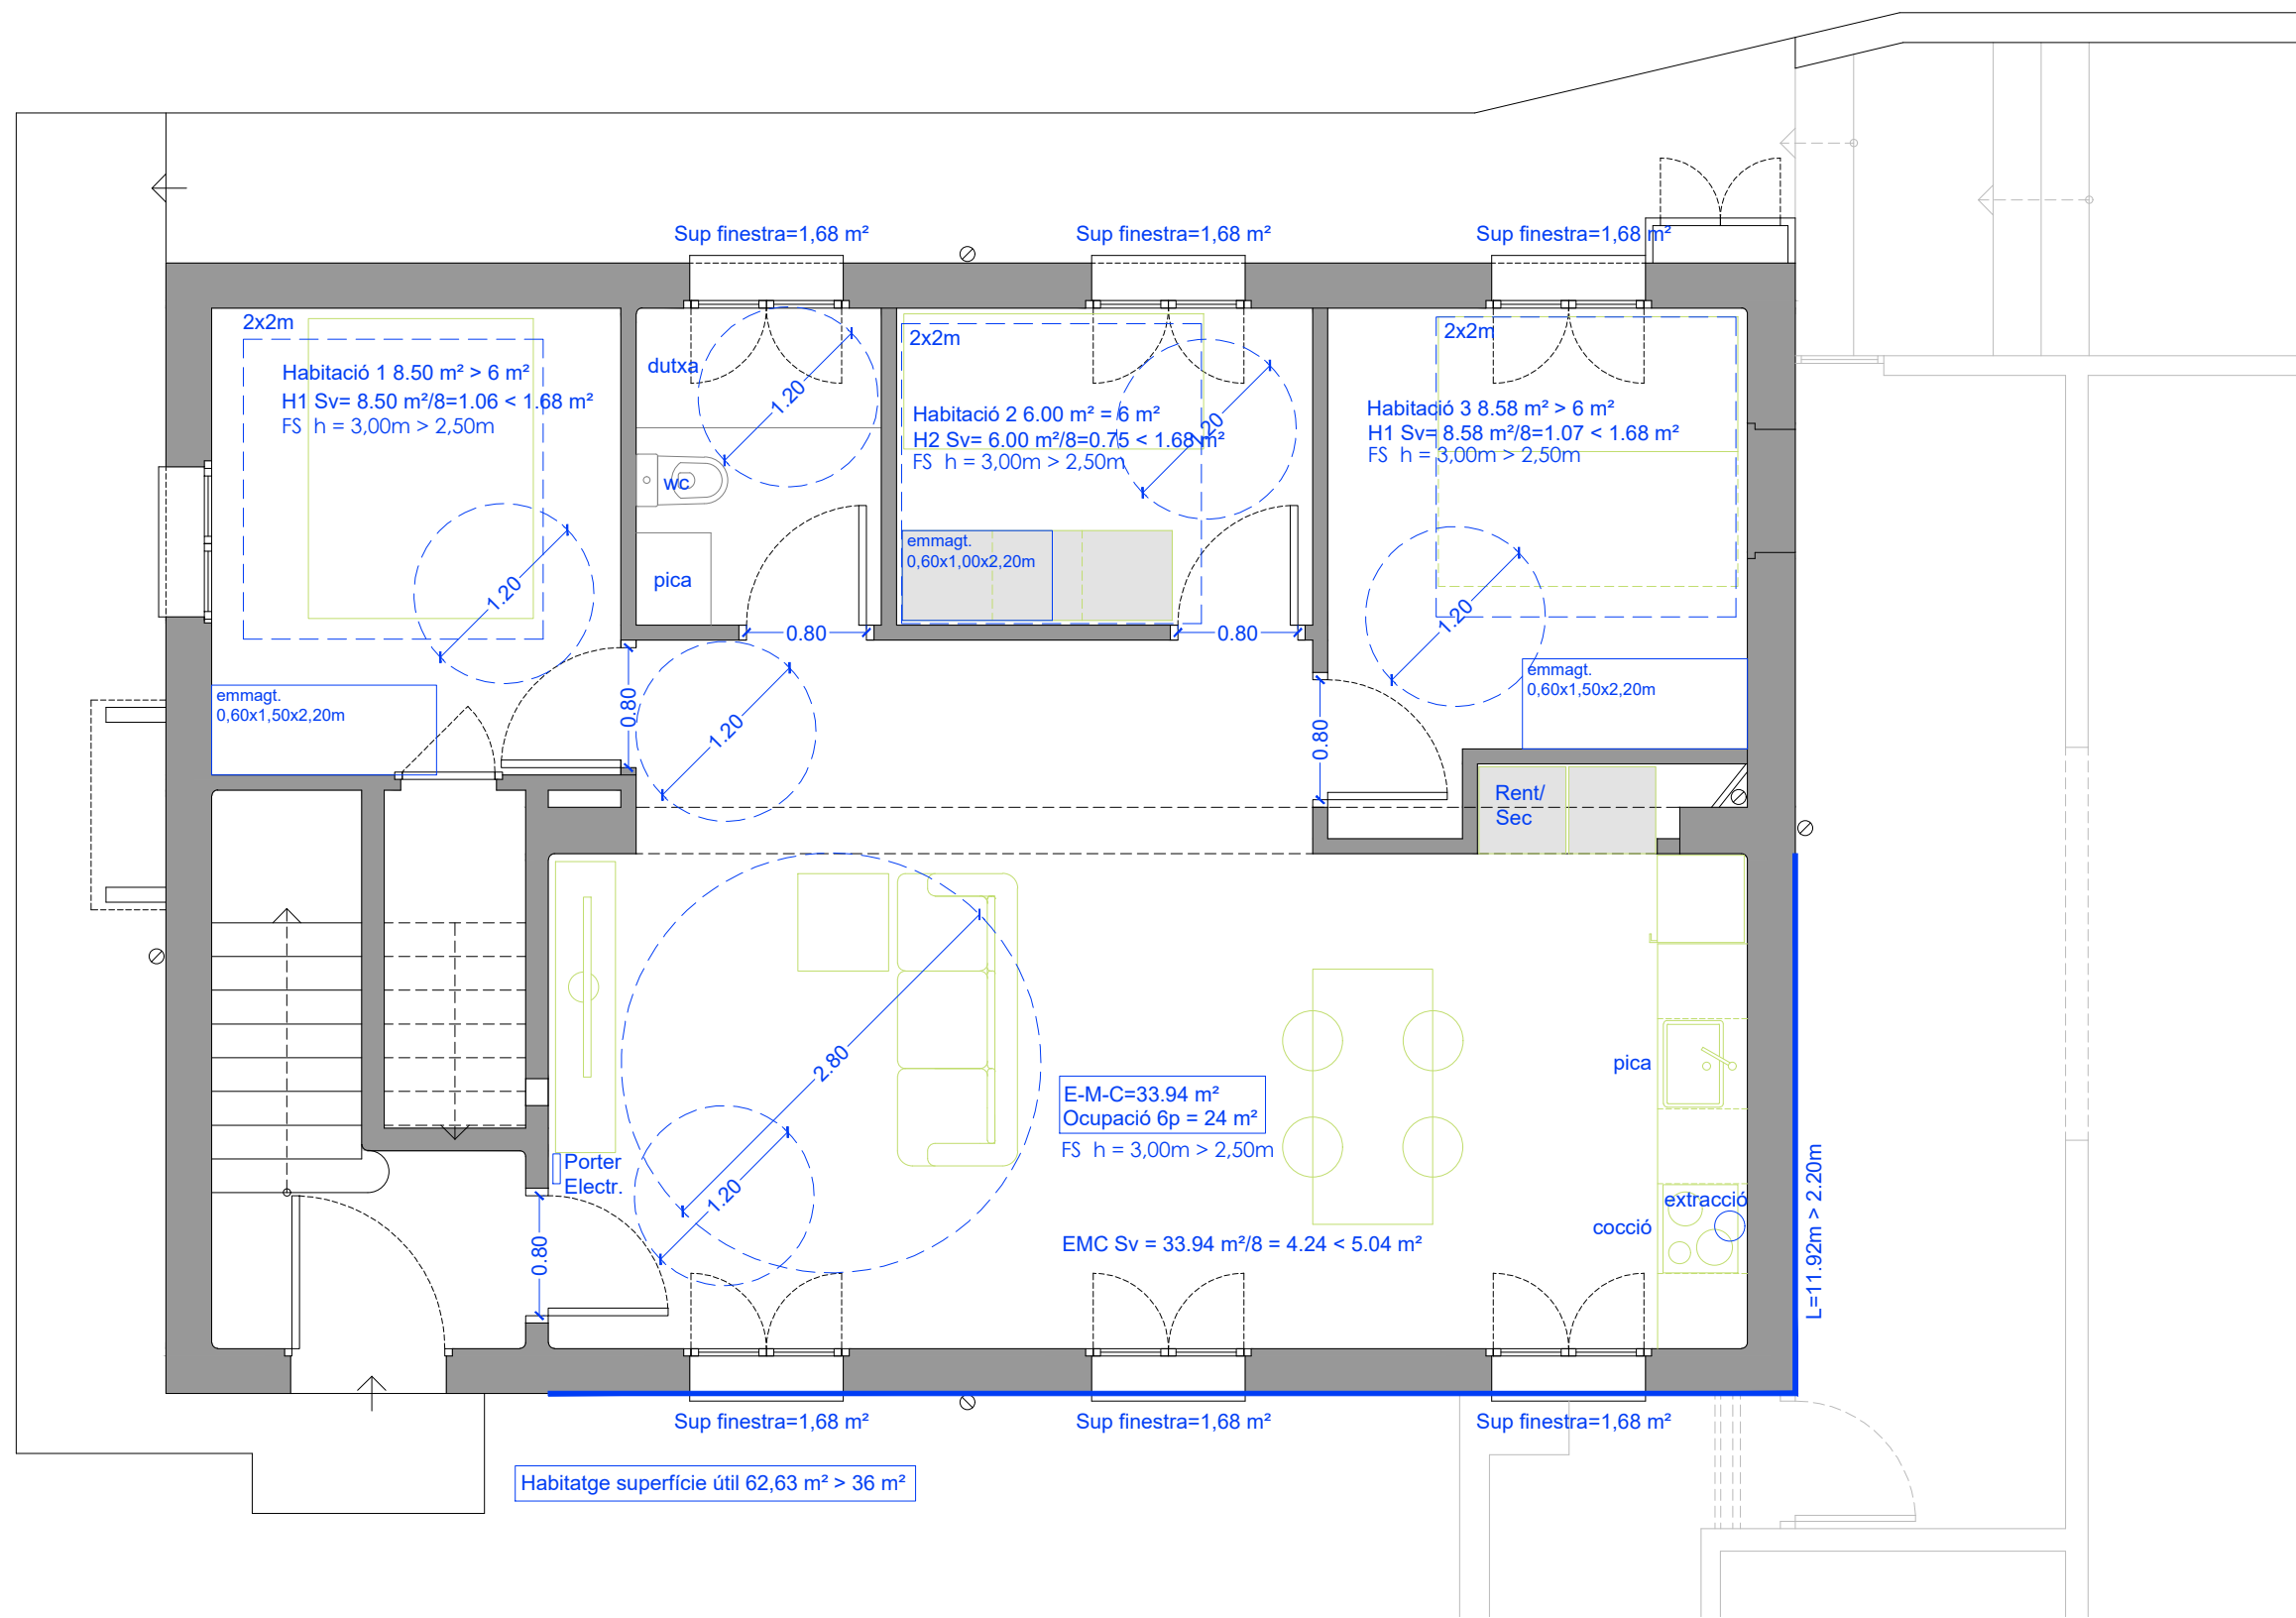 Sup finestra=1,68 m²
Sup finestra=1,68 m²
Sup finestra=1,68 m²
2x2m
Habitació 1 8.50 m² > 6 m²
H1 Sv= 8.50 m²/8=1.06 < 1.68 m²
FS h = 3,00m > 2,50m
1.20
emmagt.
0,60x1,50x2,20m
0.80
dutxa
1.20
wc
pica
0.80
1.20
2x2m
Habitació 2 6.00 m² = 6 m²
H2 Sv= 6.00 m²/8=0.75 < 1.68 m²
FS h = 3,00m > 2,50m
1.20
emmagt.
0,60x1,00x2,20m
0.80
2x2m
Habitació 3 8.58 m² > 6 m²
H1 Sv= 8.58 m²/8=1.07 < 1.68 m²
FS h = 3,00m > 2,50m
1.20
emmagt.
0,60x1,50x2,20m
0.80
Rent/
Sec
2.80
E-M-C=33.94 m²
Ocupació 6p = 24 m²
FS h = 3,00m > 2,50m
pica
Porter
Electr.
1.20
0.80
extracció
cocció
EMC Sv = 33.94 m²/8 = 4.24 < 5.04 m²
L=11.92m > 2.20m
Sup finestra=1,68 m²
Sup finestra=1,68 m²
Sup finestra=1,68 m²
Habitatge superfície útil 62,63 m² > 36 m²